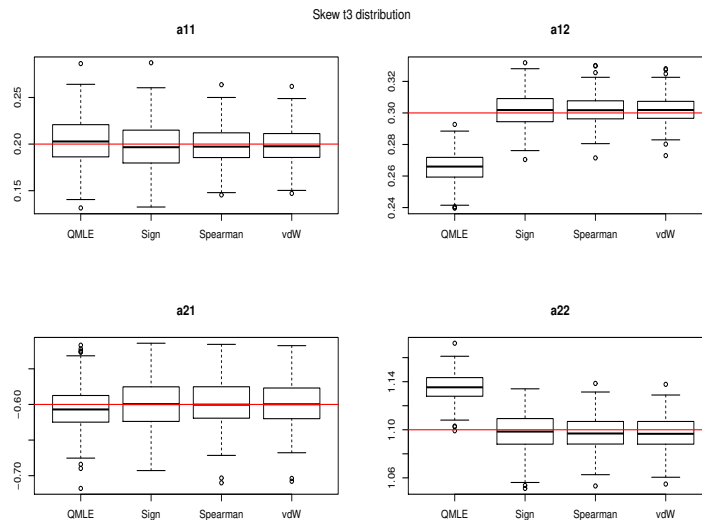 Skew t3 distribution
a11
0.15 0.20 0.25
QMLE Sign Spearman vdW
a12
0.24 0.26 0.28 0.30 0.32
QMLE Sign Spearman vdW
a21
−0.70 −0.60
QMLE Sign Spearman vdW
a22
1.06 1.10 1.14
QMLE Sign Spearman vdW